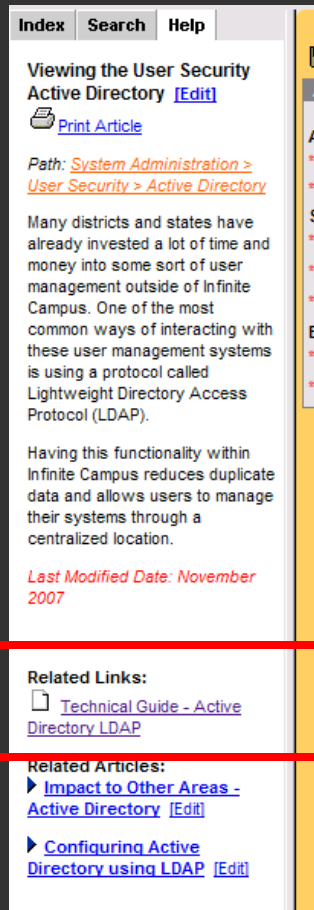 Index Search Help
Viewing the User Security
Active Directory [Edit]
Print Article
Path: System Administration >
User Security > Active Directory
Many districts and states have
already invested a lot of time and
money into some sort of user
management outside of Infinite
Campus. One of the most
common ways of interacting with
these user management systems
is using a protocol called
Lightweight Directory Access
Protocol (LDAP).
Having this functionality within
Infinite Campus reduces duplicate
data and allows users to manage
their systems through a
centralized location.
Last Modified Date: November
2007
Related Links:
Technical Guide - Active
Directory LDAP
Related Articles:
Impact to Other Areas -
Active Directory [Edit]
Configuring Active
Directory using LDAP [Edit]